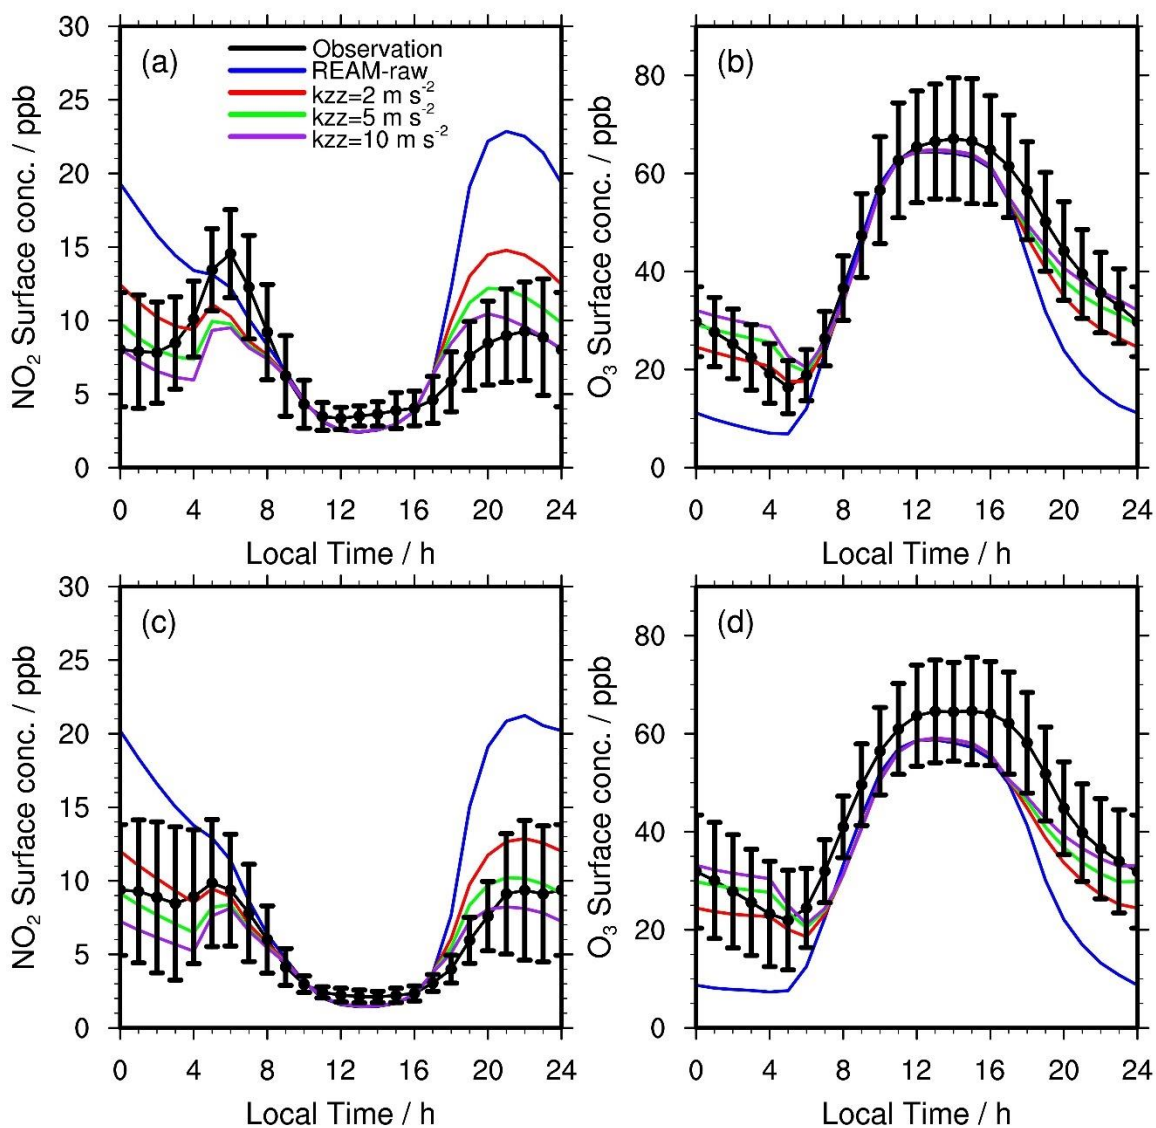 (a)
Observation
REAM-raw
kzz=2 m s⁻²
kzz=5 m s⁻²
kzz=10 m s⁻²
NO₂ Surface conc. / ppb
30
25
20
15
10
5
0
0 4 8 12 16 20 24
Local Time / h
(b)
O₃ Surface conc. / ppb
80
60
40
20
0
0 4 8 12 16 20 24
Local Time / h
(c)
NO₂ Surface conc. / ppb
30
25
20
15
10
5
0
0 4 8 12 16 20 24
Local Time / h
(d)
O₃ Surface conc. / ppb
80
60
40
20
0
0 4 8 12 16 20 24
Local Time / h